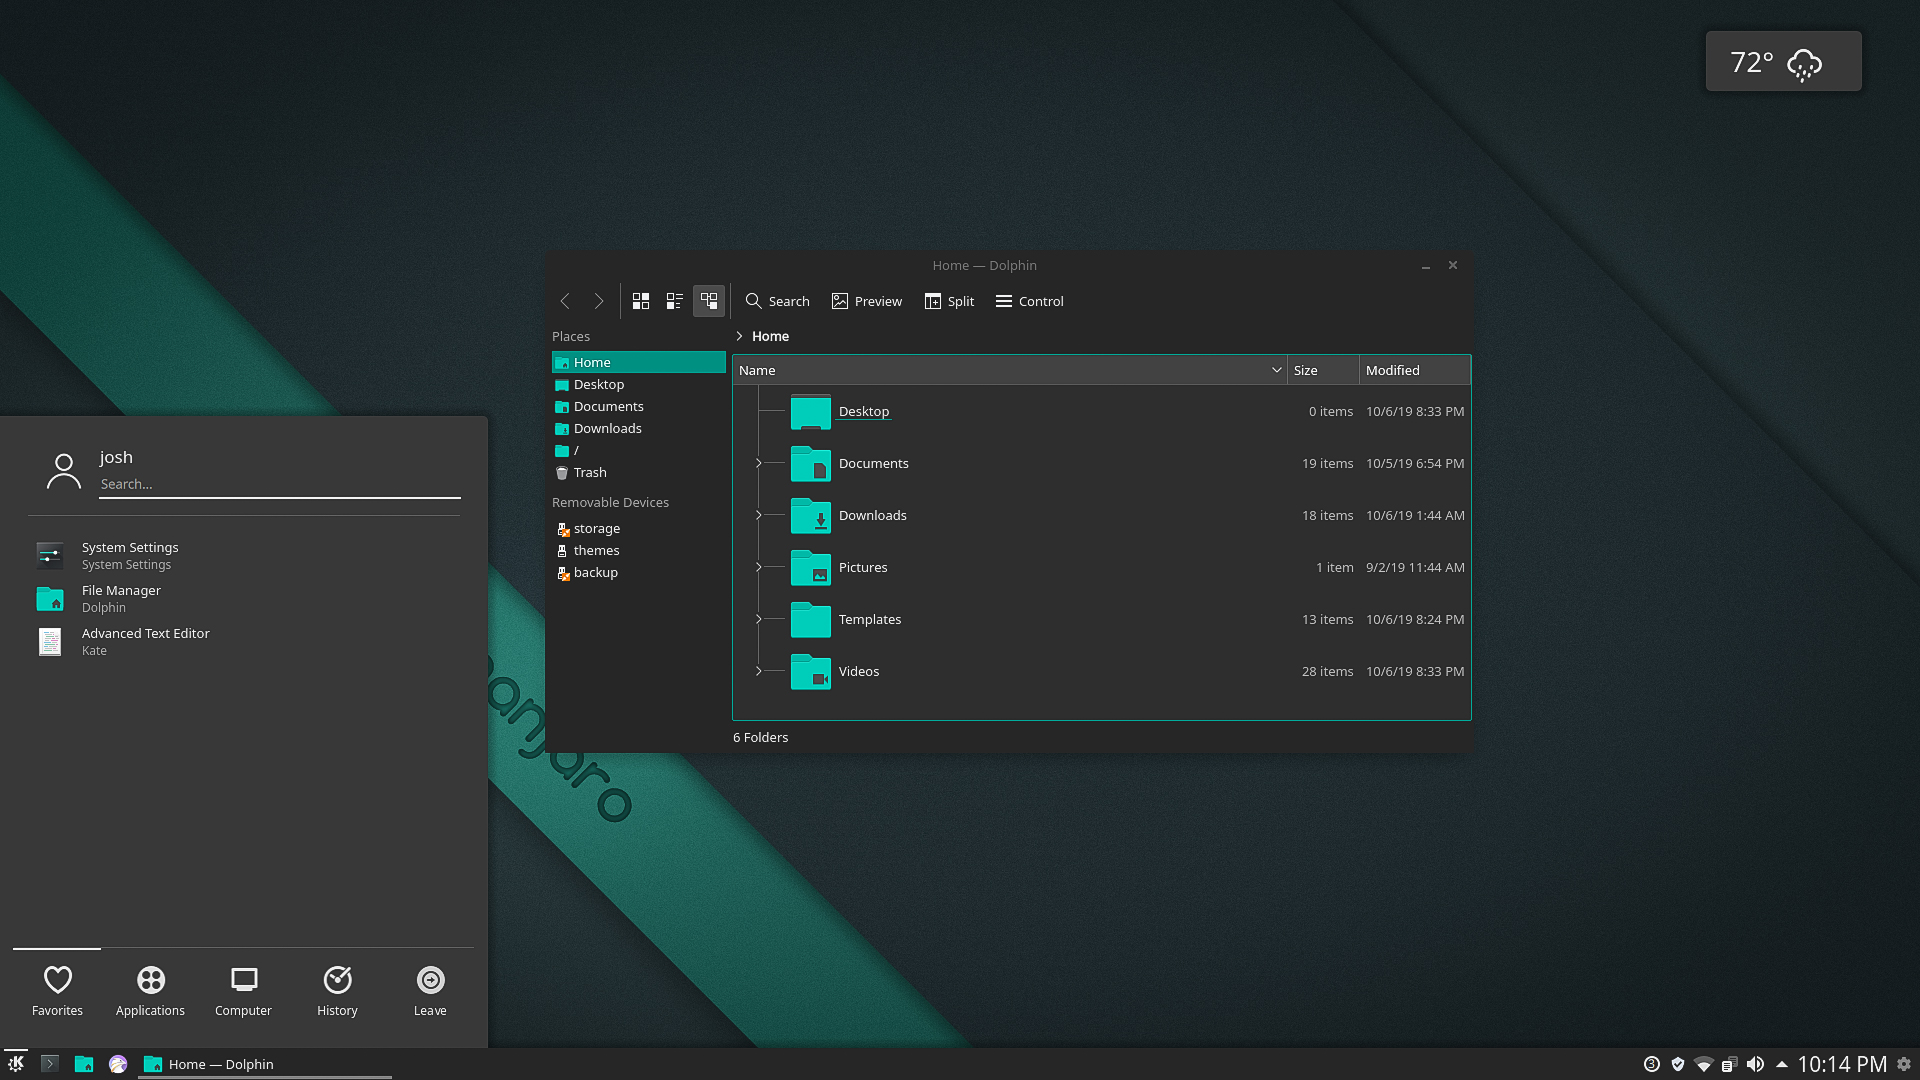 72°
Home — Dolphin
Search
Preview
Split
Control
Places
Home
Desktop
Documents
Downloads
/
Trash
Removable Devices
storage
themes
backup
Home
Name Size Modified
Desktop 0 items 10/6/19 8:33 PM
Documents 19 items 10/5/19 6:54 PM
Downloads 18 items 10/6/19 1:44 AM
Pictures 1 item 9/2/19 11:44 AM
Templates 13 items 10/6/19 8:24 PM
Videos 28 items 10/6/19 8:33 PM
6 Folders
josh
Search...
System Settings
System Settings
File Manager
Dolphin
Advanced Text Editor
Kate
Favorites
Applications
Computer
History
Leave
Home — Dolphin
3
10:14 PM